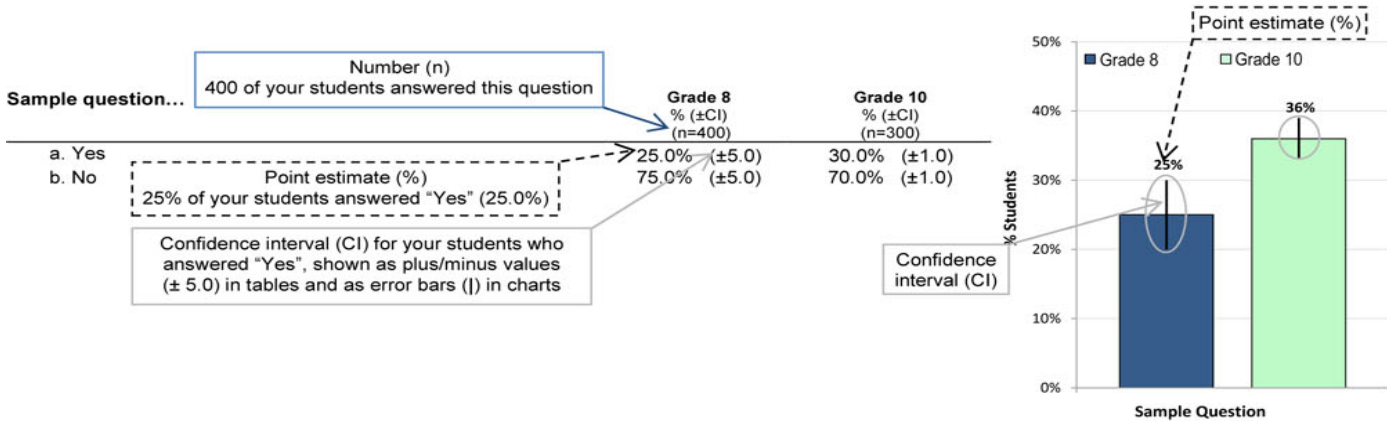 Number (n)
400 of your students answered this question
Sample question…
Grade 8 Grade 10
% (±CI) % (±CI)
(n=400) (n=300)
a. Yes 25.0% (±5.0) 30.0% (±1.0)
b. No 75.0% (±5.0) 70.0% (±1.0)
Point estimate (%)
25% of your students answered “Yes” (25.0%)
Confidence interval (CI) for your students who
answered “Yes”, shown as plus/minus values
(± 5.0) in tables and as error bars (|) in charts
Point estimate (%)
50%
Grade 8 Grade 10
40%
36%
25%
30%
% Students
20%
Confidence
interval (CI)
10%
0%
Sample Question